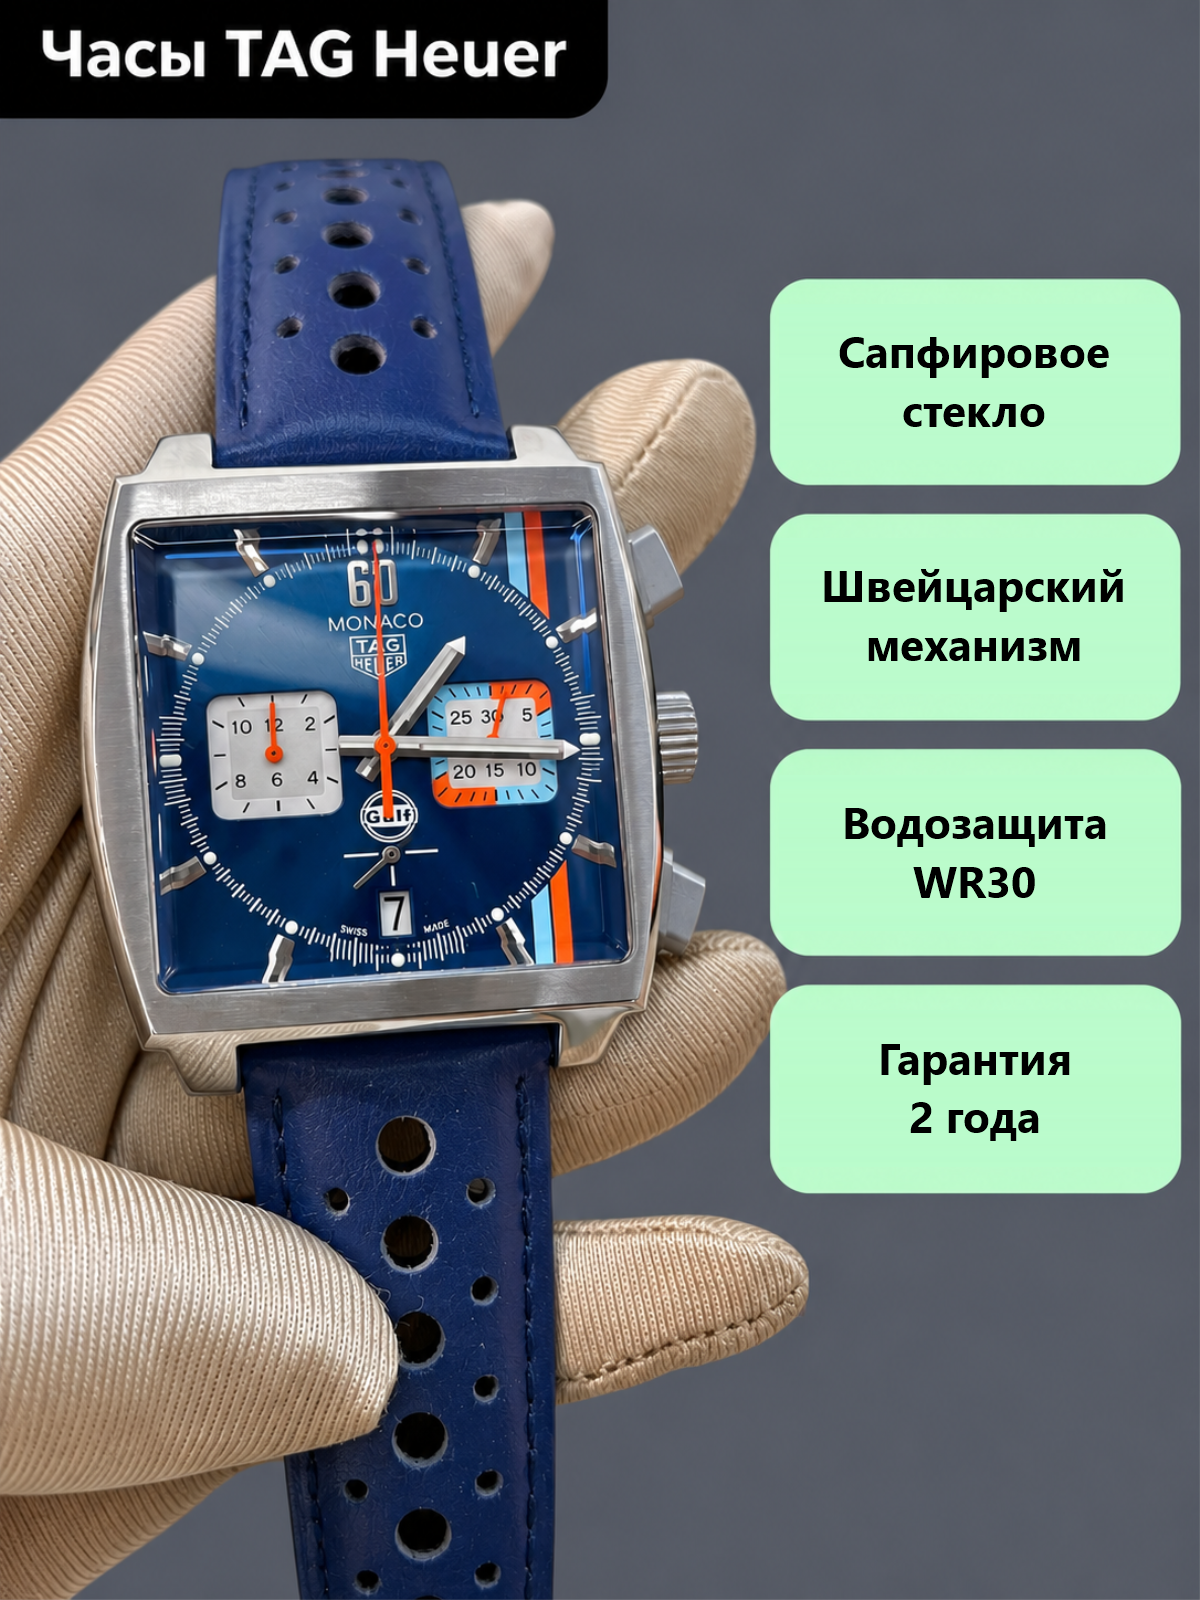 Часы TAG Heuer
Сапфировое
стекло
Швейцарский
механизм
Водозащита
WR30
Гарантия
2 года
60
MONACO
TAG
HEUER
10 12 2
8 6 4
25 30 5
20 15 10
Gulf
7
SWISS MADE